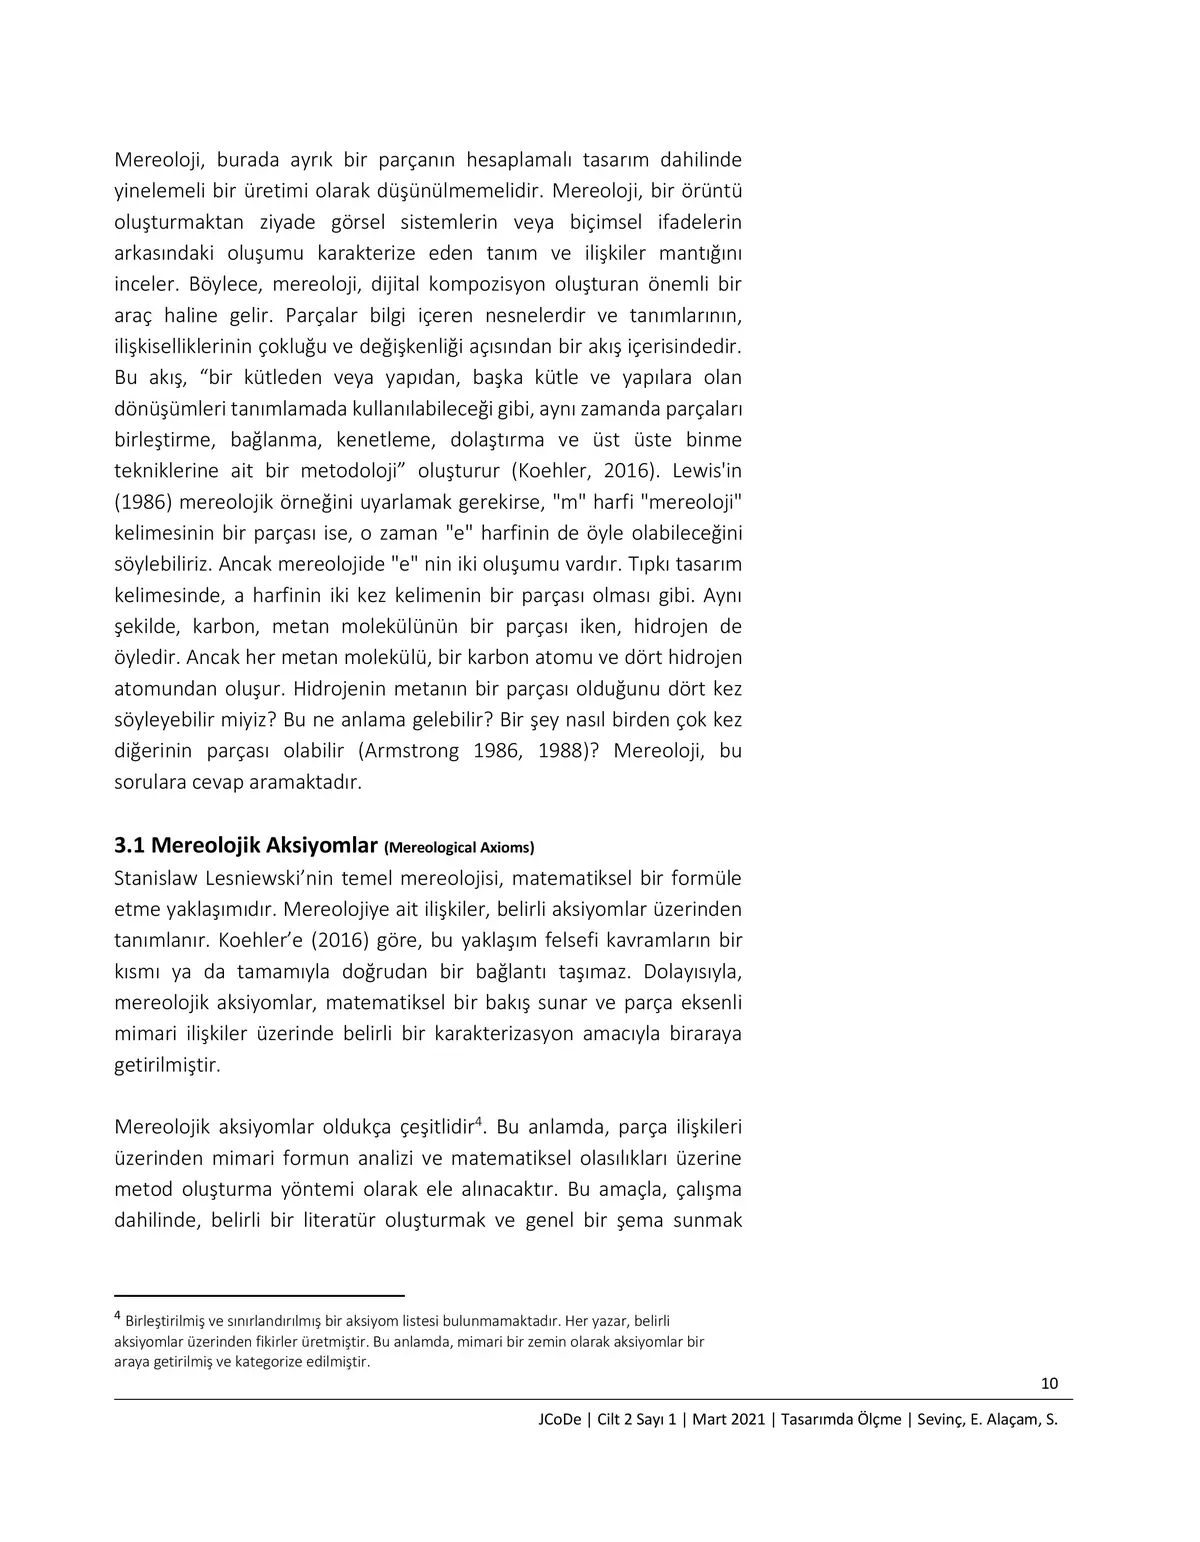 Mereoloji, burada ayrık bir parçanın hesaplamalı tasarım dahilinde
yinelemeli bir üretimi olarak düşünülmemelidir. Mereoloji, bir örüntü
oluşturmaktan ziyade görsel sistemlerin veya biçimsel ifadelerin
arkasındaki oluşumu karakterize eden tanım ve ilişkiler mantığını
inceler. Böylece, mereoloji, dijital kompozisyon oluşturan önemli bir
araç haline gelir. Parçalar bilgi içeren nesnelerdir ve tanımlarının,
ilişkiselliklerinin çokluğu ve değişkenliği açısından bir akış içerisindedir.
Bu akış, “bir kütleden veya yapıdan, başka kütle ve yapılara olan
dönüşümleri tanımlamada kullanılabileceği gibi, aynı zamanda parçaları
birleştirme, bağlanma, kenetleme, dolaştırma ve üst üste binme
tekniklerine ait bir metodoloji” oluşturur (Koehler, 2016). Lewis'in
(1986) mereolojik örneğini uyarlamak gerekirse, "m" harfi "mereoloji"
kelimesinin bir parçası ise, o zaman "e" harfinin de öyle olabileceğini
söylebiliriz. Ancak mereolojide "e" nin iki oluşumu vardır. Tıpkı tasarım
kelimesinde, a harfinin iki kez kelimenin bir parçası olması gibi. Aynı
şekilde, karbon, metan molekülünün bir parçası iken, hidrojen de
öyledir. Ancak her metan molekülü, bir karbon atomu ve dört hidrojen
atomundan oluşur. Hidrojenin metanın bir parçası olduğunu dört kez
söyleyebilir miyiz? Bu ne anlama gelebilir? Bir şey nasıl birden çok kez
diğerinin parçası olabilir (Armstrong 1986, 1988)? Mereoloji, bu
sorulara cevap aramaktadır.
3.1 Mereolojik Aksiyomlar (Mereological Axioms)
Stanislaw Lesniewski’nin temel mereolojisi, matematiksel bir formüle
etme yaklaşımıdır. Mereolojiye ait ilişkiler, belirli aksiyomlar üzerinden
tanımlanır. Koehler’e (2016) göre, bu yaklaşım felsefi kavramların bir
kısmı ya da tamamıyla doğrudan bir bağlantı taşımaz. Dolayısıyla,
mereolojik aksiyomlar, matematiksel bir bakış sunar ve parça eksenli
mimari ilişkiler üzerinde belirli bir karakterizasyon amacıyla biraraya
getirilmiştir.
Mereolojik aksiyomlar oldukça çeşitlidir4. Bu anlamda, parça ilişkileri
üzerinden mimari formun analizi ve matematiksel olasılıkları üzerine
metod oluşturma yöntemi olarak ele alınacaktır. Bu amaçla, çalışma
dahilinde, belirli bir literatür oluşturmak ve genel bir şema sunmak
4 Birleştirilmiş ve sınırlandırılmış bir aksiyom listesi bulunmamaktadır. Her yazar, belirli
aksiyomlar üzerinden fikirler üretmiştir. Bu anlamda, mimari bir zemin olarak aksiyomlar bir
araya getirilmiş ve kategorize edilmiştir.
10
JCoDe | Cilt 2 Sayı 1 | Mart 2021 | Tasarımda Ölçme | Sevinç, E. Alaçam, S.